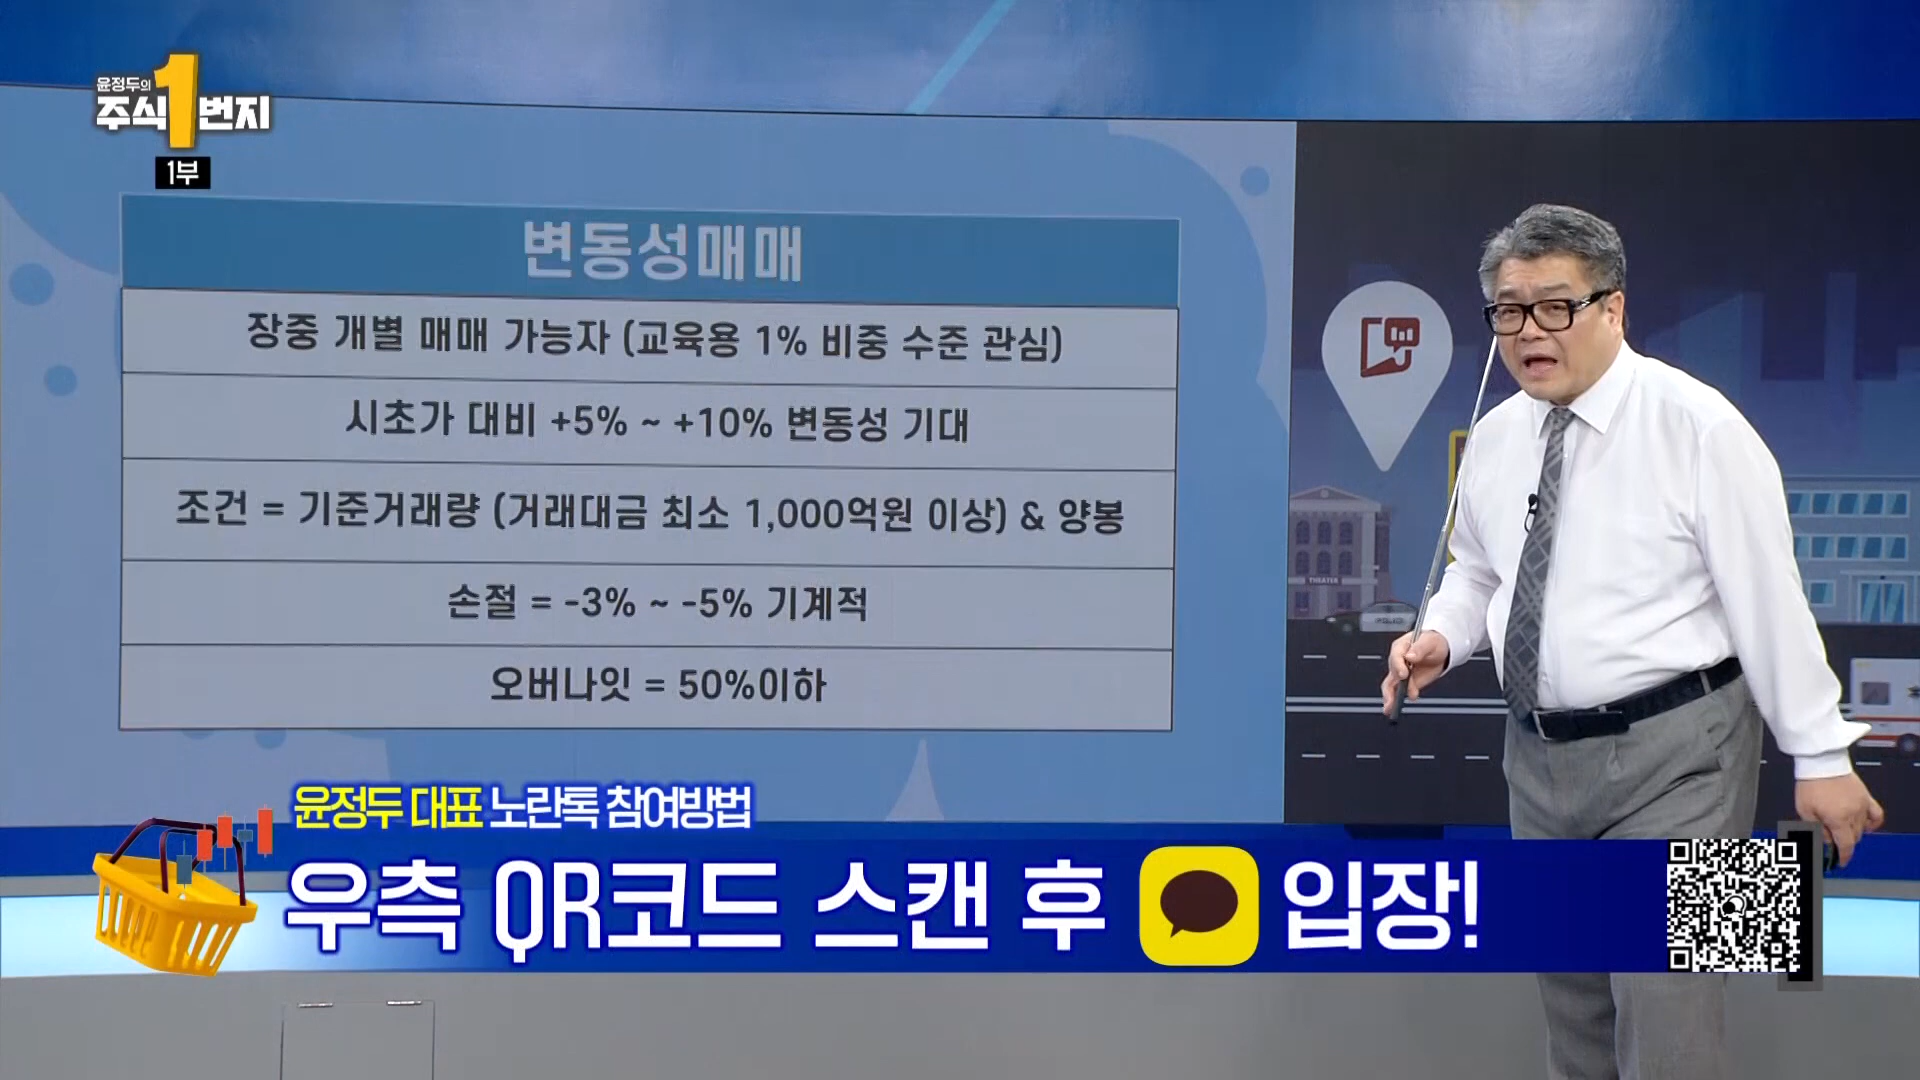 윤정두의
주식1번지
1부
변동성매매
장중 개별 매매 가능자 (교육용 1% 비중 수준 관심)
시초가 대비 +5% ~ +10% 변동성 기대
조건 = 기준거래량 (거래대금 최소 1,000억원 이상) & 양봉
손절 = -3% ~ -5% 기계적
오버나잇 = 50%이하
THEATER
POLICE
윤정두 대표 노란톡 참여방법
우측 QR코드 스캔 후 입장!